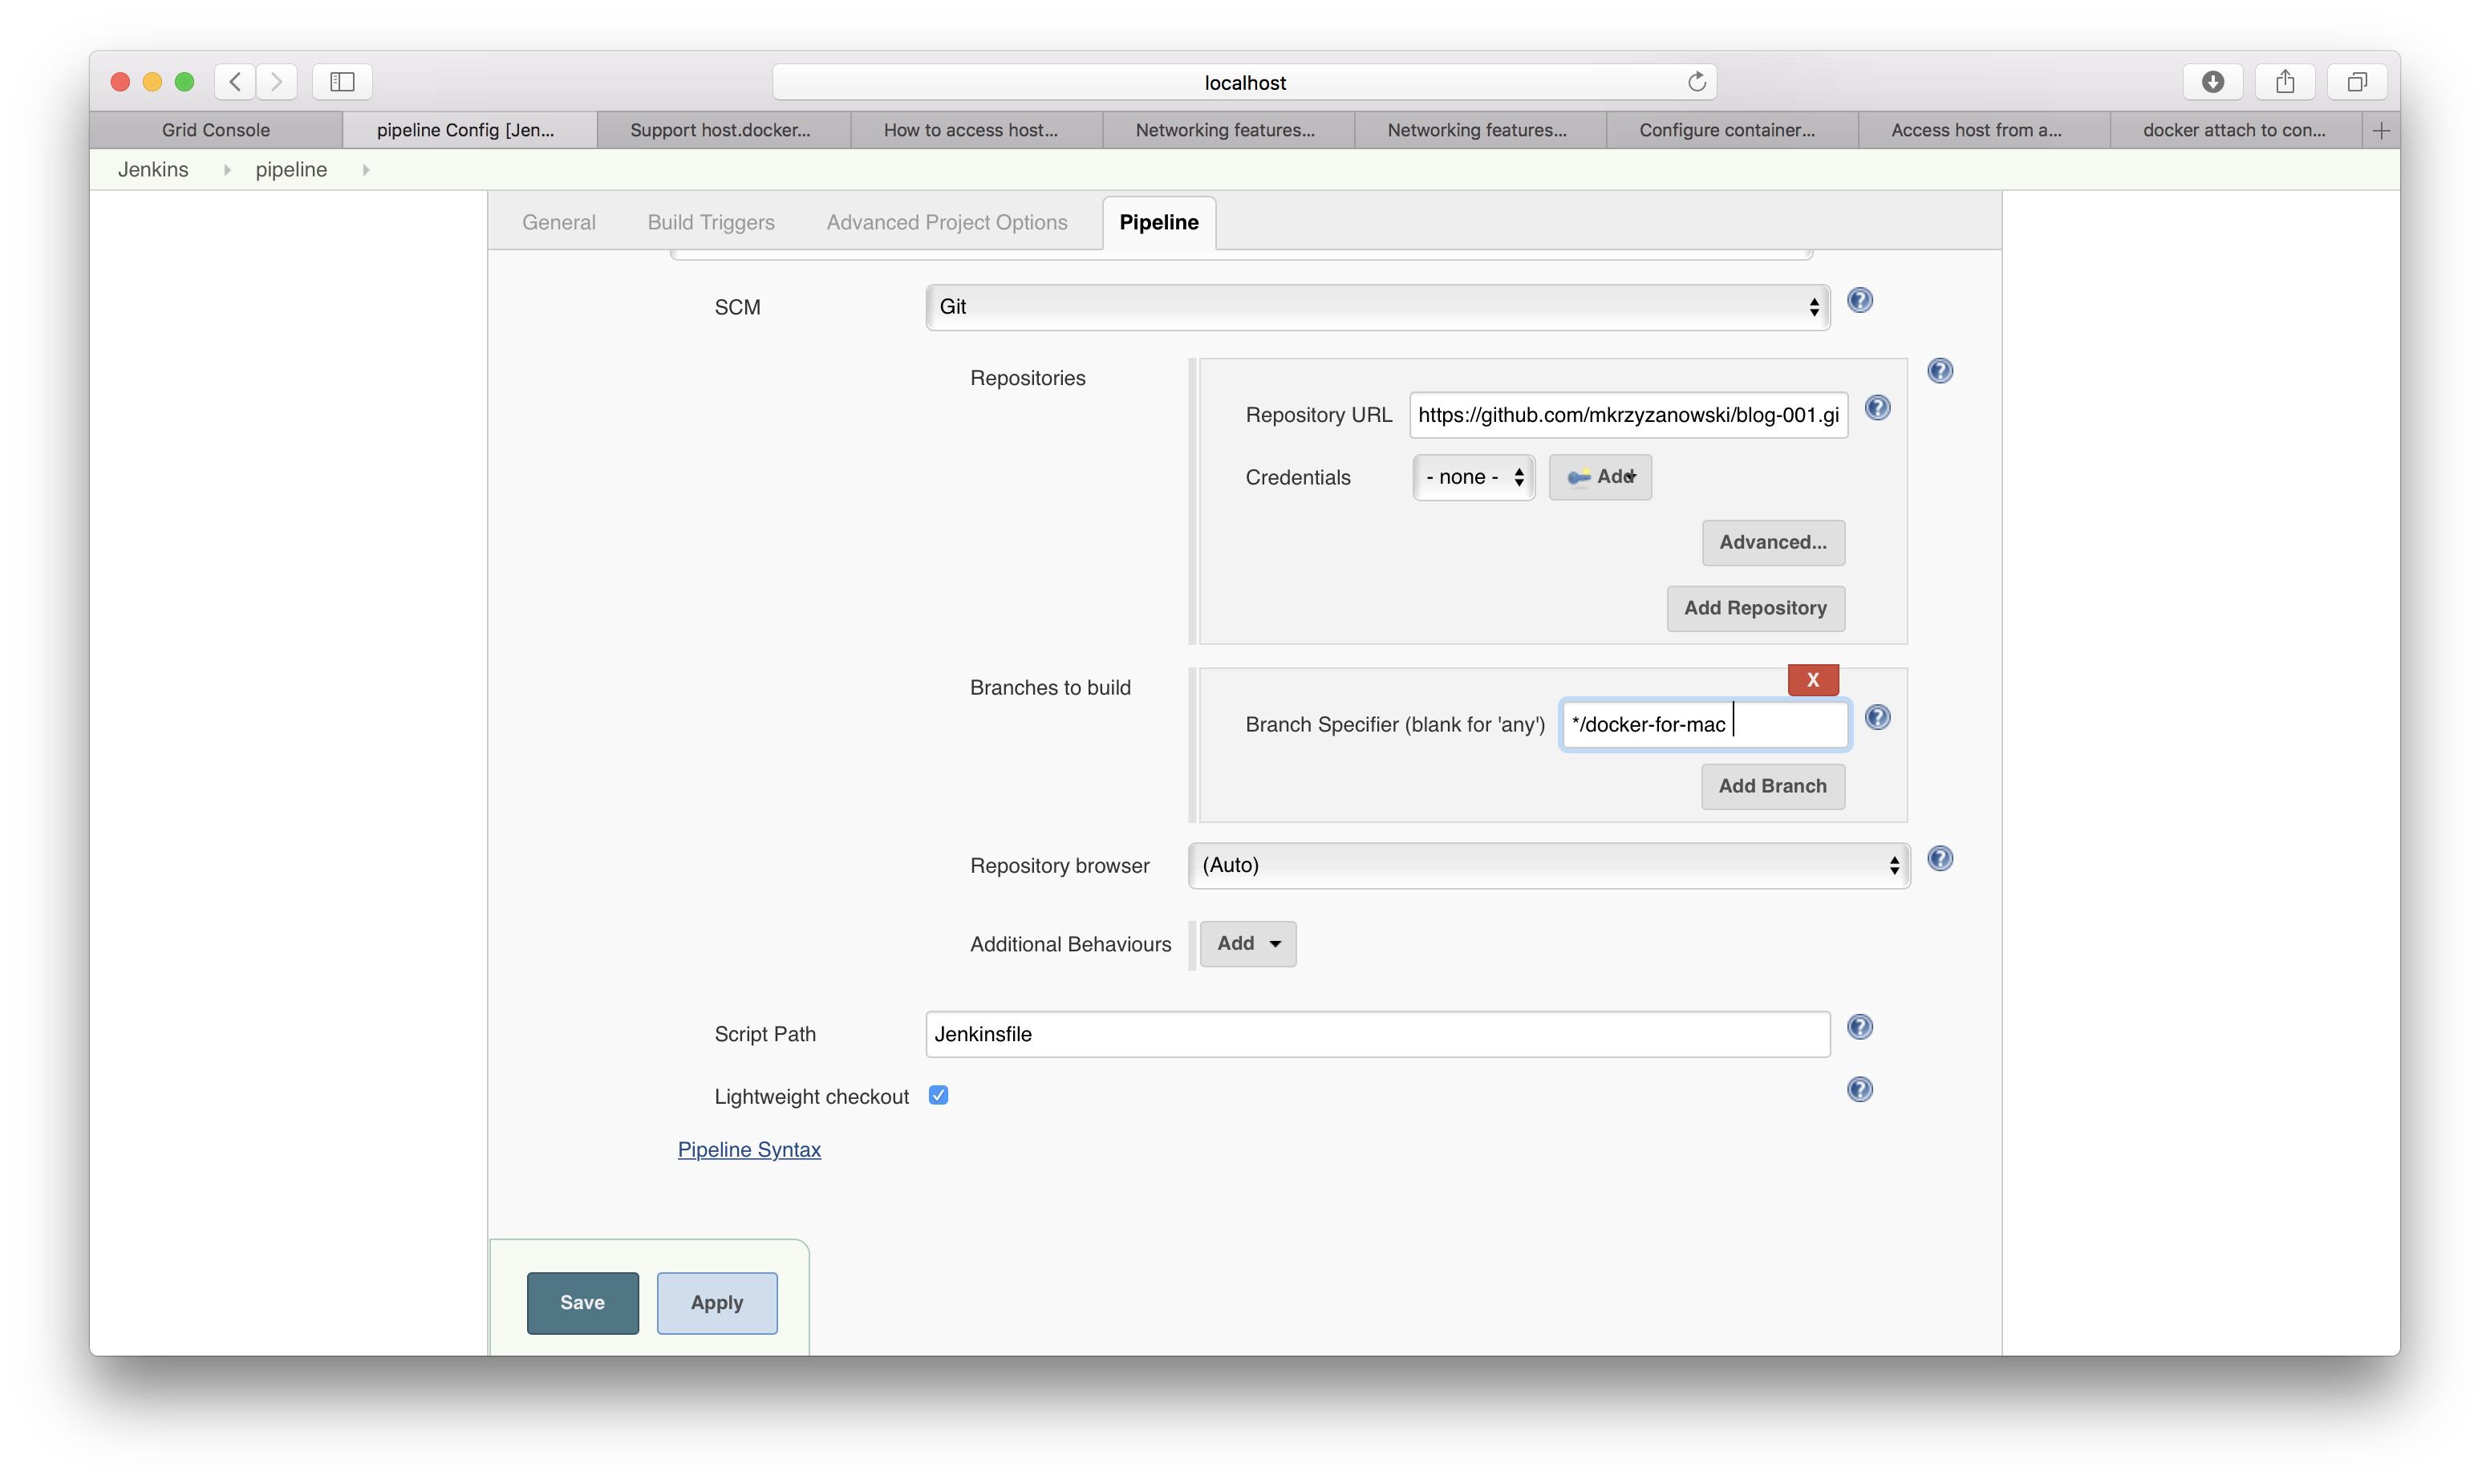 localhost
Grid Console
pipeline Config [Jen...
Support host.docker...
How to access host...
Networking features...
Networking features...
Configure container...
Access host from a...
docker attach to con...
Jenkins
pipeline
General
Build Triggers
Advanced Project Options
Pipeline
SCM
Git
Repositories
Repository URL
https://github.com/mkrzyzanowski/blog-001.gi
Credentials
- none -
Add
Advanced...
Add Repository
Branches to build
X
Branch Specifier (blank for 'any')
*/docker-for-mac
Add Branch
Repository browser
(Auto)
Additional Behaviours
Add
Script Path
Jenkinsfile
Lightweight checkout
Pipeline Syntax
Save
Apply